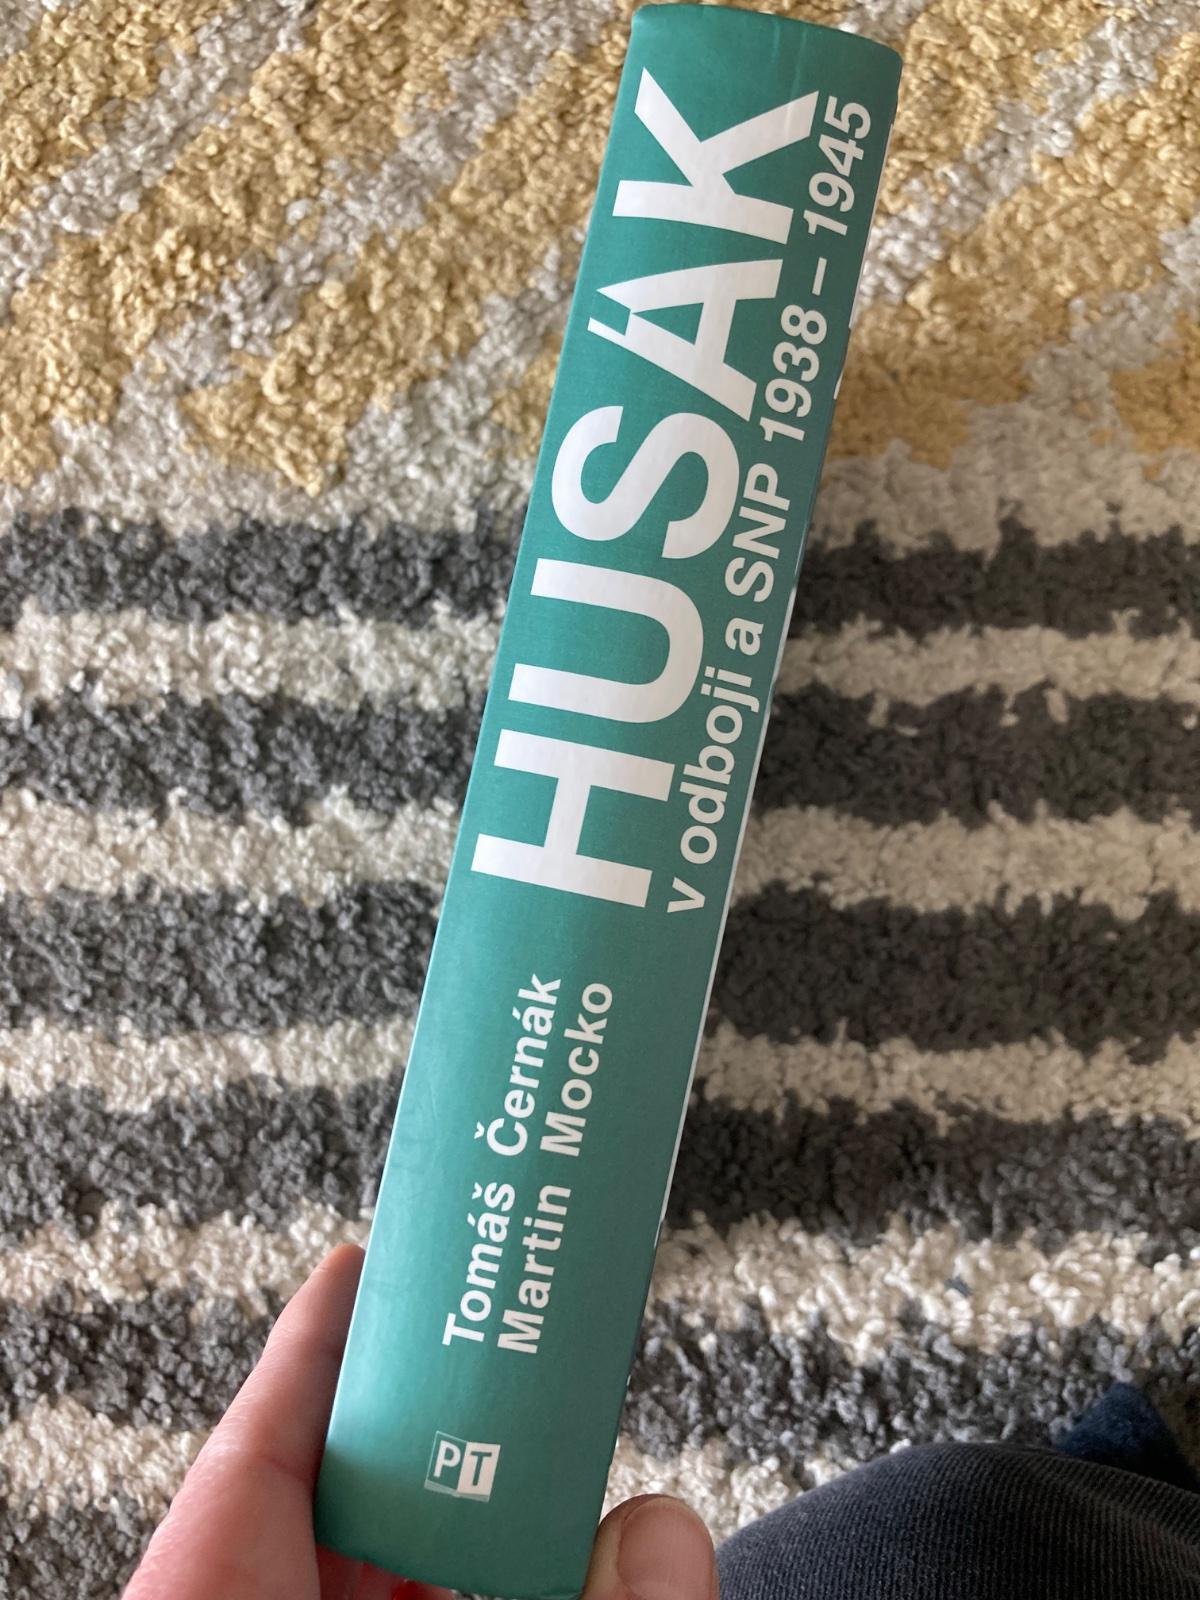 HUSÁK
v odboji a SNP 1938 – 1945
Tomáš Černák
Martin Mocko
PT